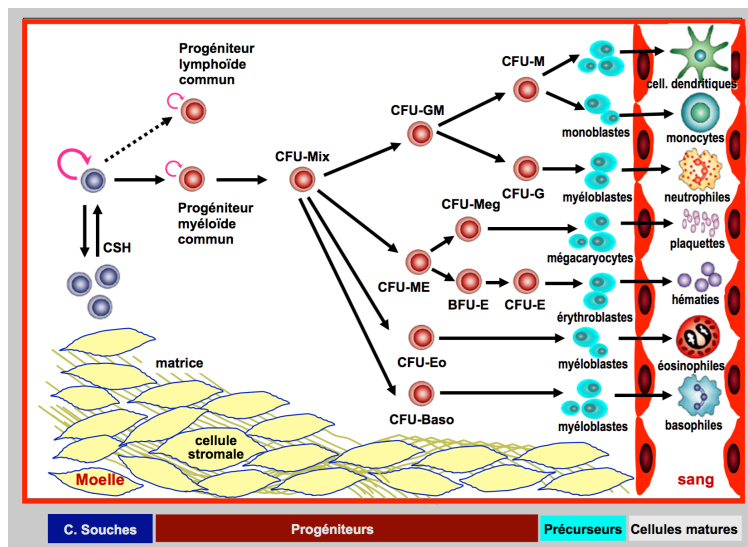 Progéniteur
lymphoïde
commun
CSH
Progéniteur
myéloïde
commun
CFU-Mix
CFU-GM
CFU-M
CFU-G
CFU-Meg
CFU-ME
BFU-E
CFU-E
CFU-Eo
CFU-Baso
monoblastes
myéloblastes
mégacaryocytes
érythroblastes
myéloblastes
myéloblastes
cell. dendritiques
monocytes
neutrophiles
plaquettes
hématies
éosinophiles
basophiles
matrice
cellule
stromale
Moelle
sang
C. Souches
Progéniteurs
Précurseurs
Cellules matures